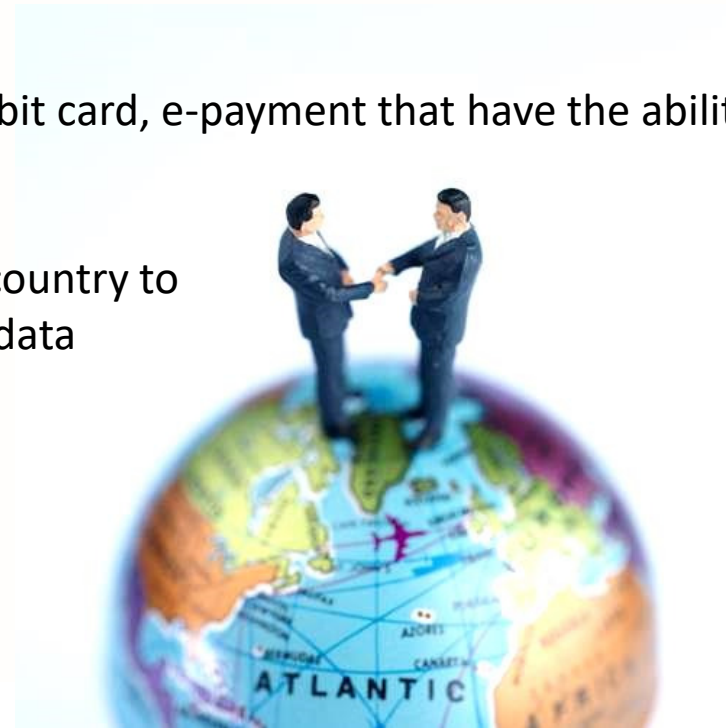 bit card, e-payment that have the abilit
country to
data
AZORES
ATLANTIC